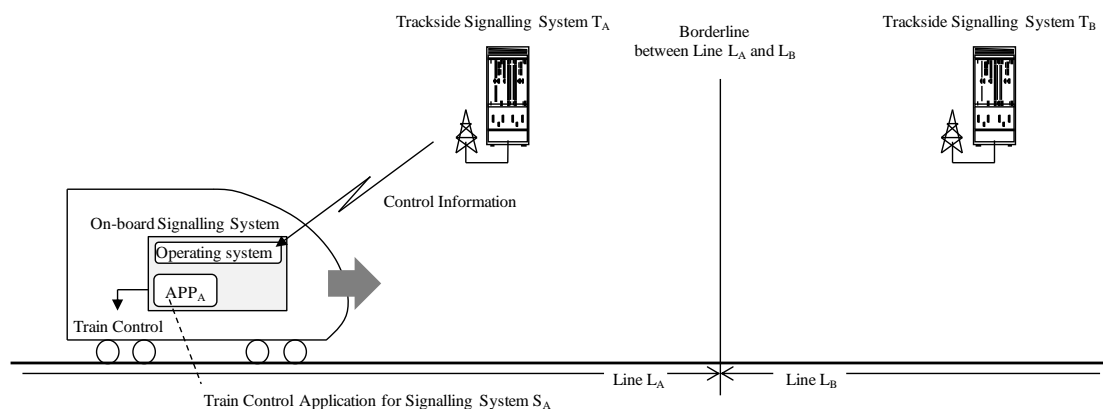 Trackside Signalling System T_A
Trackside Signalling System T_B
Borderline
between Line L_A and L_B
Control Information
On-board Signalling System
Operating system
APP_A
Train Control
Line L_A
Line L_B
Train Control Application for Signalling System S_A